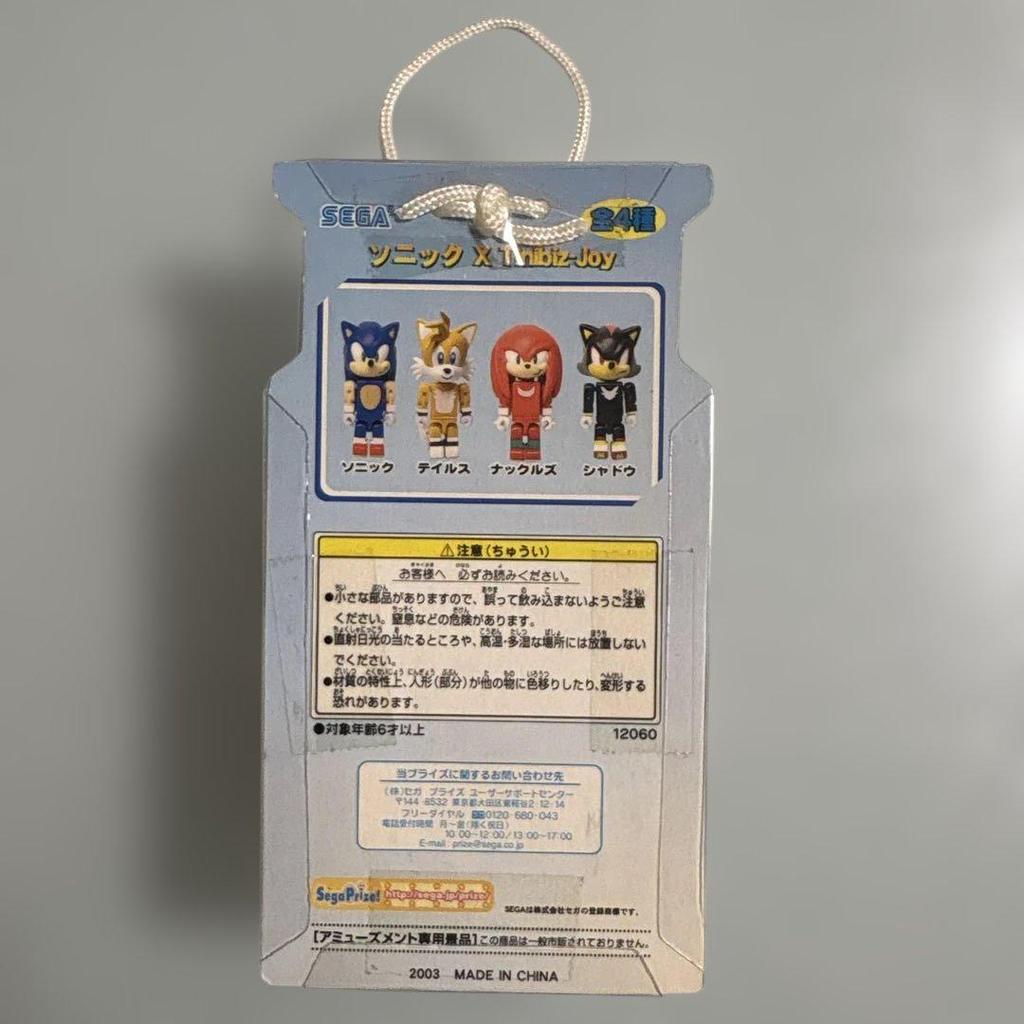 SEGA
全4種
ソニック X Tinibiz-Joy
ソニック テイルス ナックルズ シャドウ
⚠注意(ちゅうい)
お客様へ 必ずお読みください。
●小さな部品がありますので、誤って飲み込まないようご注意
ください。窒息などの危険があります。
●直射日光の当たるところや、高温・多湿な場所には放置しない
でください。
●材質の特性上、人形(部分)が他の物に色移りしたり、変形する
恐れがあります。
●対象年齢6才以上 12060
当プライズに関するお問い合わせ先
(株)セガ プライズ ユーザーサポートセンター
〒144-8532 東京都大田区東糀谷2-12-14
フリーダイヤル 0120-680-043
電話受付時間 月~金(除く祝日)
10:00~12:00/13:00~17:00
E-mail prize@sega.co.jp
SegaPrize! http://sega.jp/prize/
SEGAは株式会社セガの登録商標です。
[アミューズメント専用景品]この商品は一般市販されておりません。
2003 MADE IN CHINA